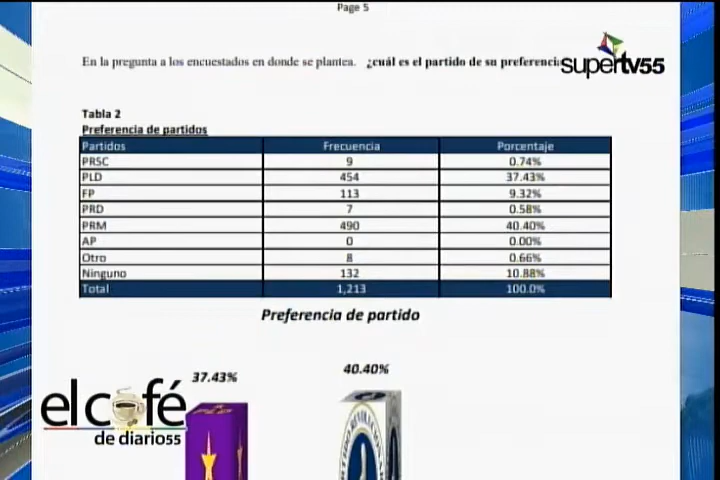 Page 5
En la pregunta a los encuestados en donde se plantea. ¿cuál es el partido de su preferencia
supertv55
Tabla 2
Preferencia de partidos
Partidos Frecuencia Porcentaje
PRSC 9 0.74%
PLD 454 37.43%
FP 113 9.32%
PRD 7 0.58%
PRM 490 40.40%
AP 0 0.00%
Otro 8 0.66%
Ninguno 132 10.88%
Total 1,213 100.0%
Preferencia de partido
37.43% 40.40%
el café
de diario55